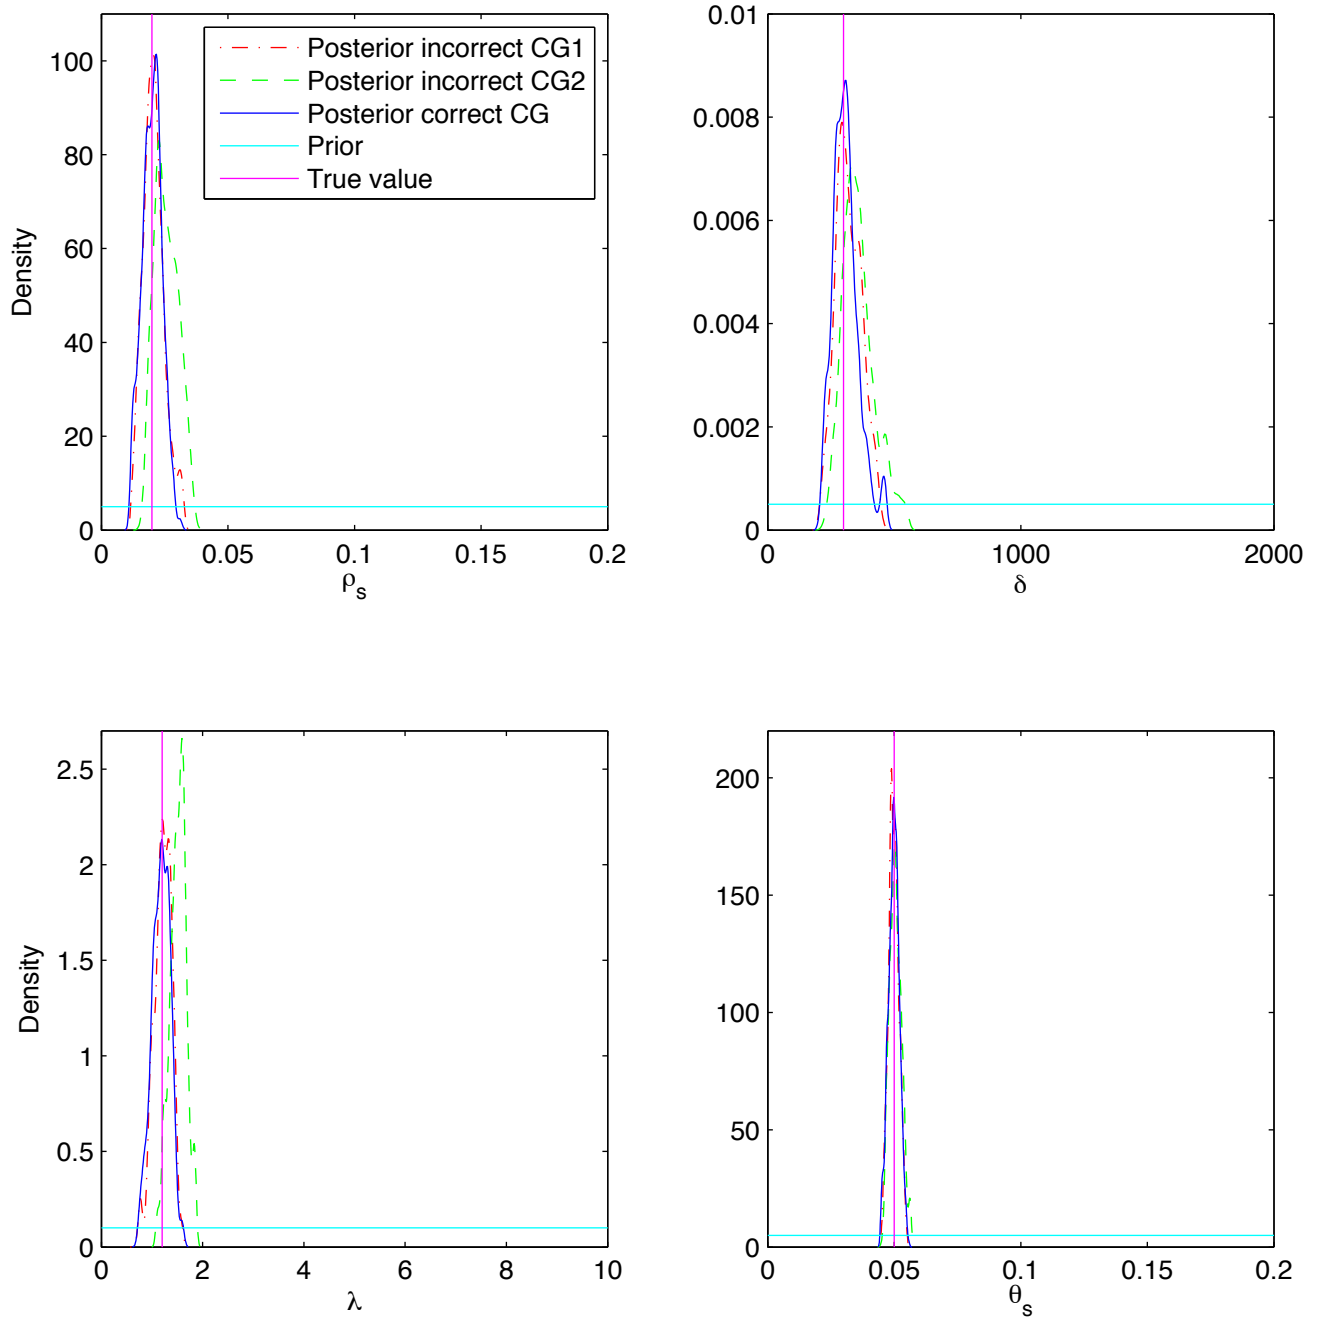 Posterior incorrect CG1
Posterior incorrect CG2
Posterior correct CG
Prior
True value
Density
100
80
60
40
20
0
0 0.05 0.1 0.15 0.2
ρs
0.01
0.008
0.006
0.004
0.002
0
0 1000 2000
δ
Density
2.5
2
1.5
1
0.5
0
0 2 4 6 8 10
λ
200
150
100
50
0
0 0.05 0.1 0.15 0.2
θs